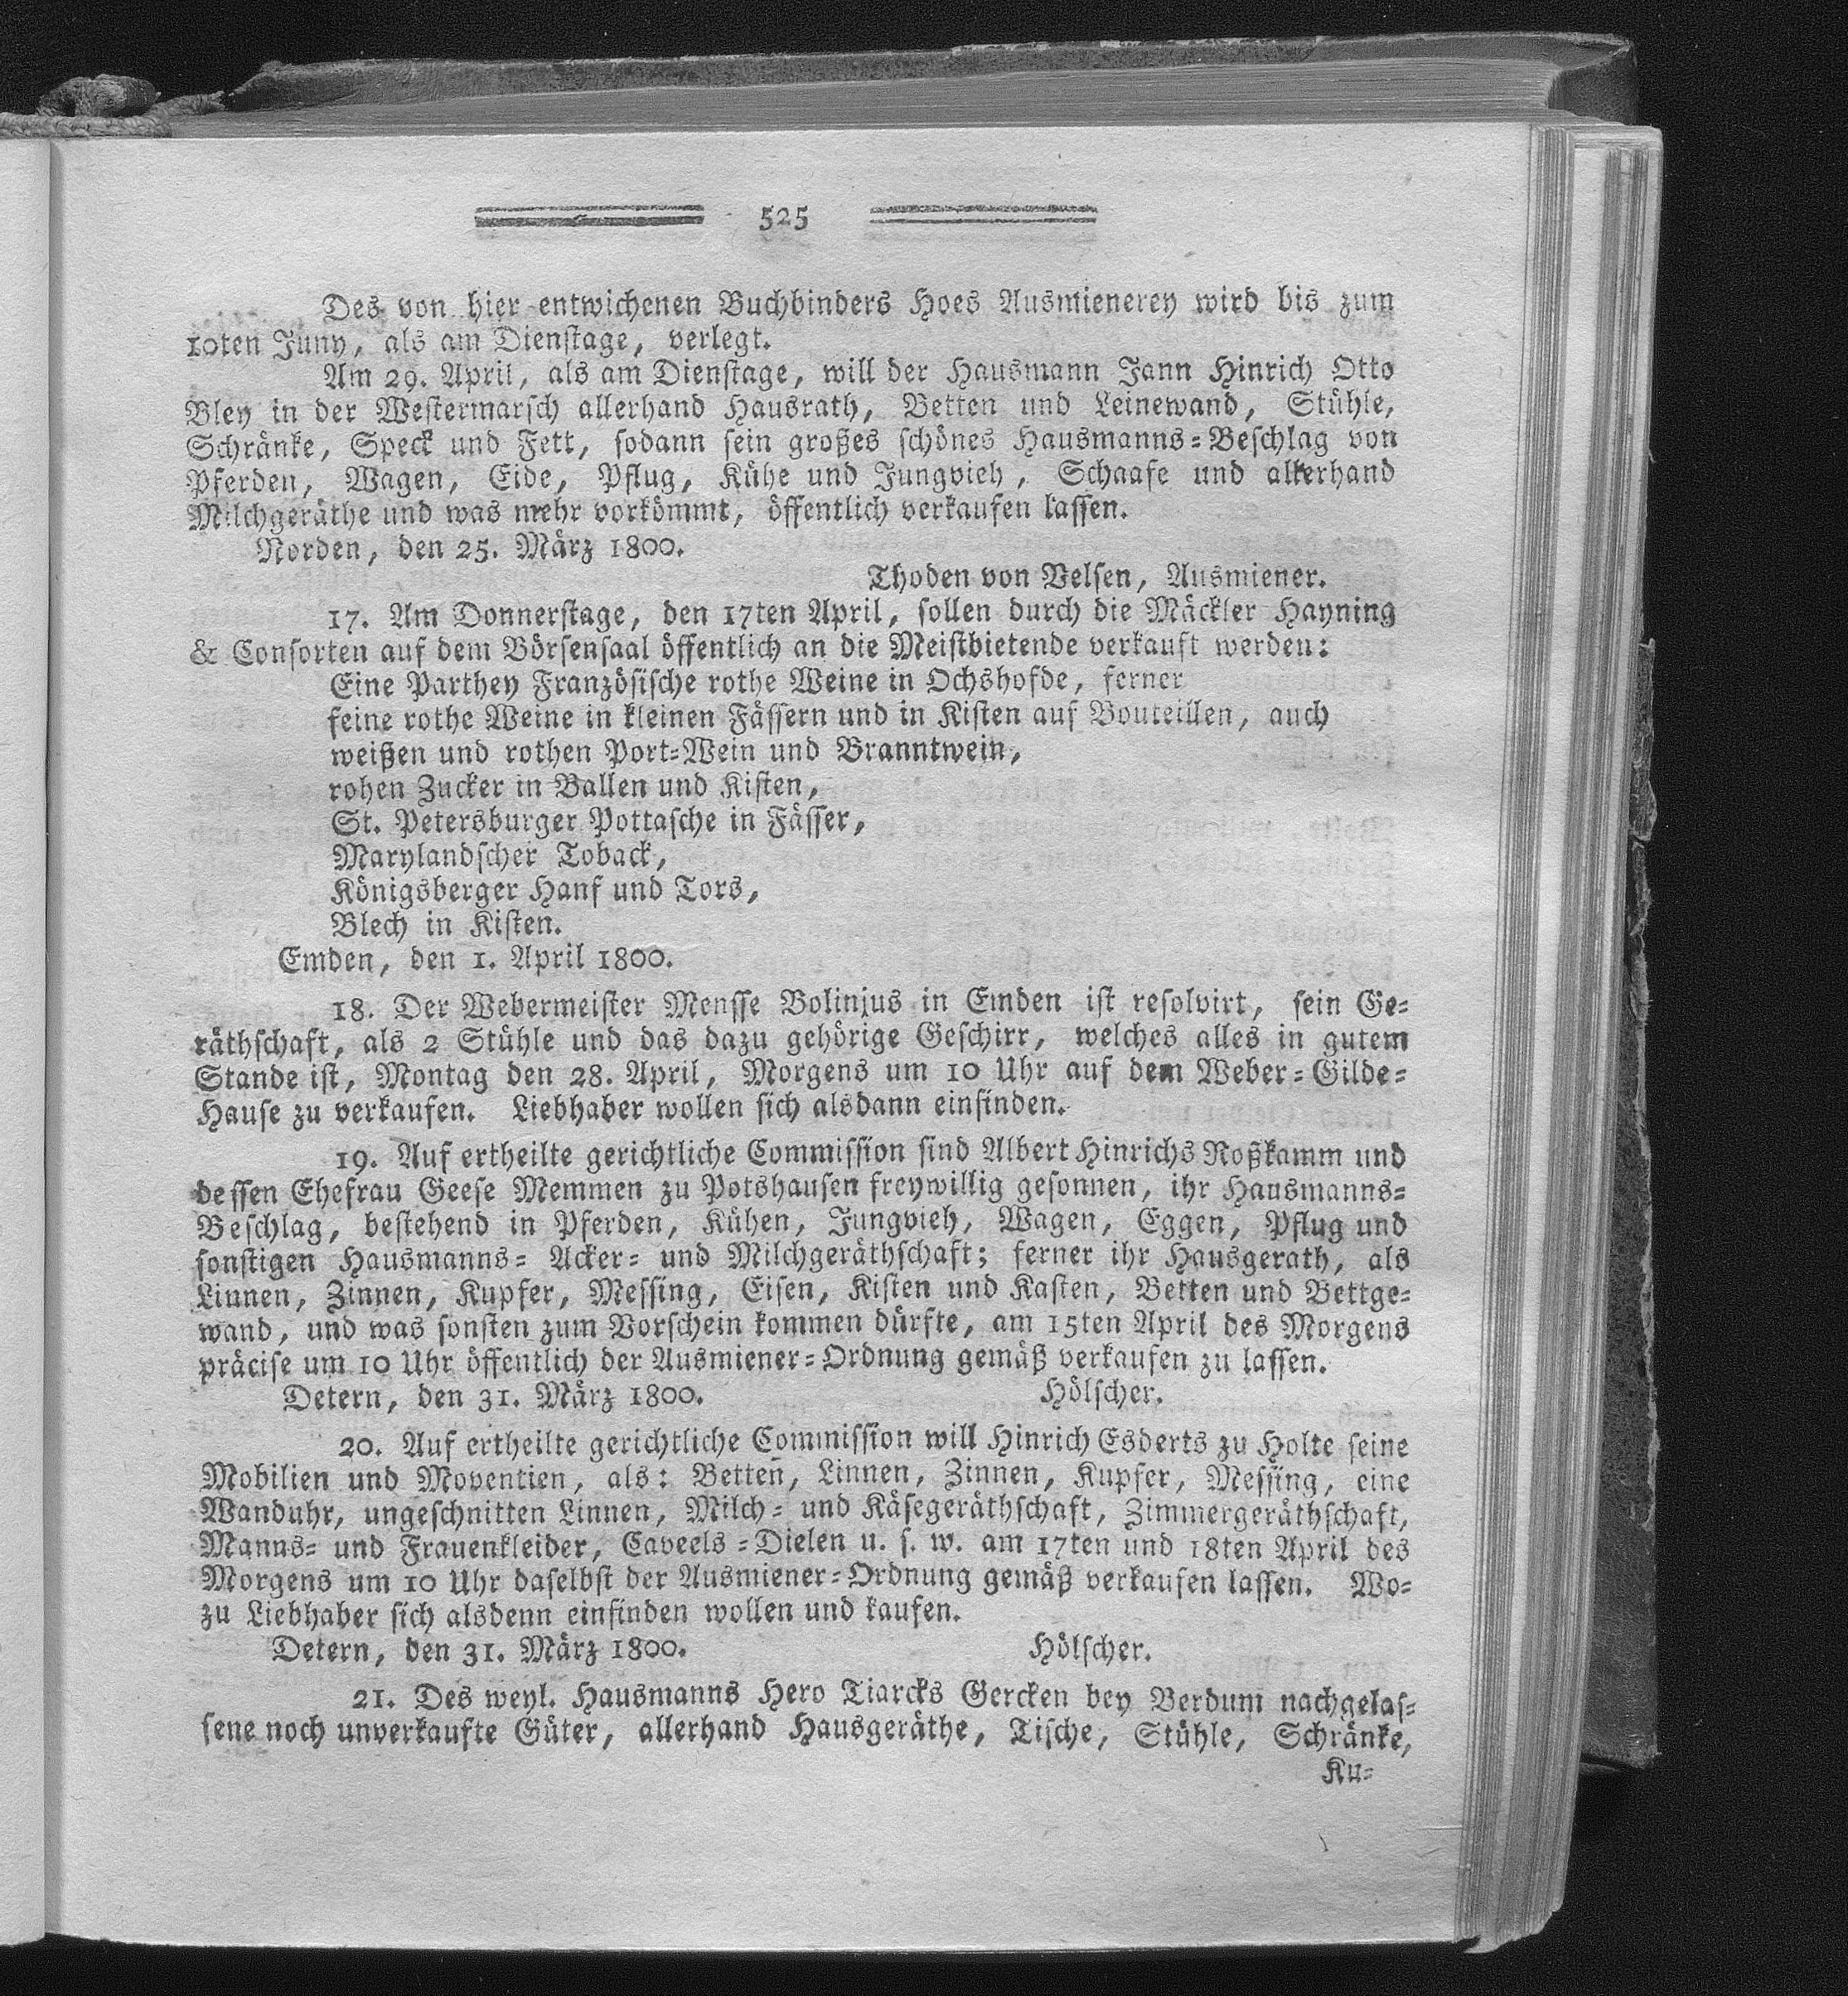 525
Des von hier entwichenen Buchbinders Hoes Ausmienerey wird bis zum
10ten Juny, als am Dienstage, verlegt.
Am 29. April, als am Dienstage, will der Hausmann Jann Hinrich Otto
Bley in der Westermarsch allerhand Hausrath, Betten und Leinewand, Stühle,
Schränke, Speck und Fett, sodann sein großes schönes Hausmanns=Beschlag von
Pferden, Wagen, Eide, Pflug, Kühe und Jungvieh, Schaafe und allerhand
Milchgeräthe und was mehr vorkömmt, öffentlich verkaufen lassen.
Norden, den 25. März 1800.
Thoden von Velsen, Ausmiener.
17. Am Donnerstage, den 17ten April, sollen durch die Mäckler Hayning
& Consorten auf dem Börsensaal öffentlich an die Meistbietende verkauft werden:
Eine Parthey Französische rothe Weine in Ochshofde, ferner
feine rothe Weine in kleinen Fässern und in Kisten auf Bouteillen, auch
weißen und rothen Port=Wein und Branntwein,
rohen Zucker in Ballen und Kisten,
St. Petersburger Pottasche in Fässer,
Marylandscher Toback,
Königsberger Hanf und Tors,
Blech in Kisten.
Emden, den 1. April 1800.
18. Der Webermeister Mensse Bolinjus in Emden ist resolvirt, sein Ge=
räthschaft, als 2 Stühle und das dazu gehörige Geschirr, welches alles in gutem
Stande ist, Montag den 28. April, Morgens um 10 Uhr auf dem Weber=Gilde=
Hause zu verkaufen. Liebhaber wollen sich alsdann einfinden.
19. Auf ertheilte gerichtliche Commission sind Albert Hinrichs Roßkamm und
dessen Ehefrau Geese Memmen zu Potshausen freywillig gesonnen, ihr Hausmanns=
Beschlag, bestehend in Pferden, Kühen, Jungvieh, Wagen, Eggen, Pflug und
sonstigen Hausmanns= Acker= und Milchgeräthschaft; ferner ihr Hausgerath, als
Linnen, Zinnen, Kupfer, Messing, Eisen, Kisten und Kasten, Betten und Bettge=
wand, und was sonsten zum Vorschein kommen dürfte, am 15ten April des Morgens
präcise um 10 Uhr öffentlich der Ausmiener=Ordnung gemäß verkaufen zu lassen.
Detern, den 31. März 1800. Hölscher.
20. Auf ertheilte gerichtliche Commission will Hinrich Esderts zu Holte seine
Mobilien und Moventien, als: Betten, Linnen, Zinnen, Kupfer, Messing, eine
Wanduhr, ungeschnitten Linnen, Milch= und Käsegeräthschaft, Zimmergeräthschaft,
Manns= und Frauenkleider, Caveels=Dielen u. s. w. am 17ten und 18ten April des
Morgens um 10 Uhr daselbst der Ausmiener=Ordnung gemäß verkaufen lassen. Wo=
zu Liebhaber sich alsdenn einfinden wollen und kaufen.
Detern, den 31. März 1800. Hölscher.
21. Des weyl. Hausmanns Hero Tiarcks Gercken bey Berdum nachgelas=
sene noch unverkaufte Güter, allerhand Hausgeräthe, Tische, Stühle, Schränke,
Ku=